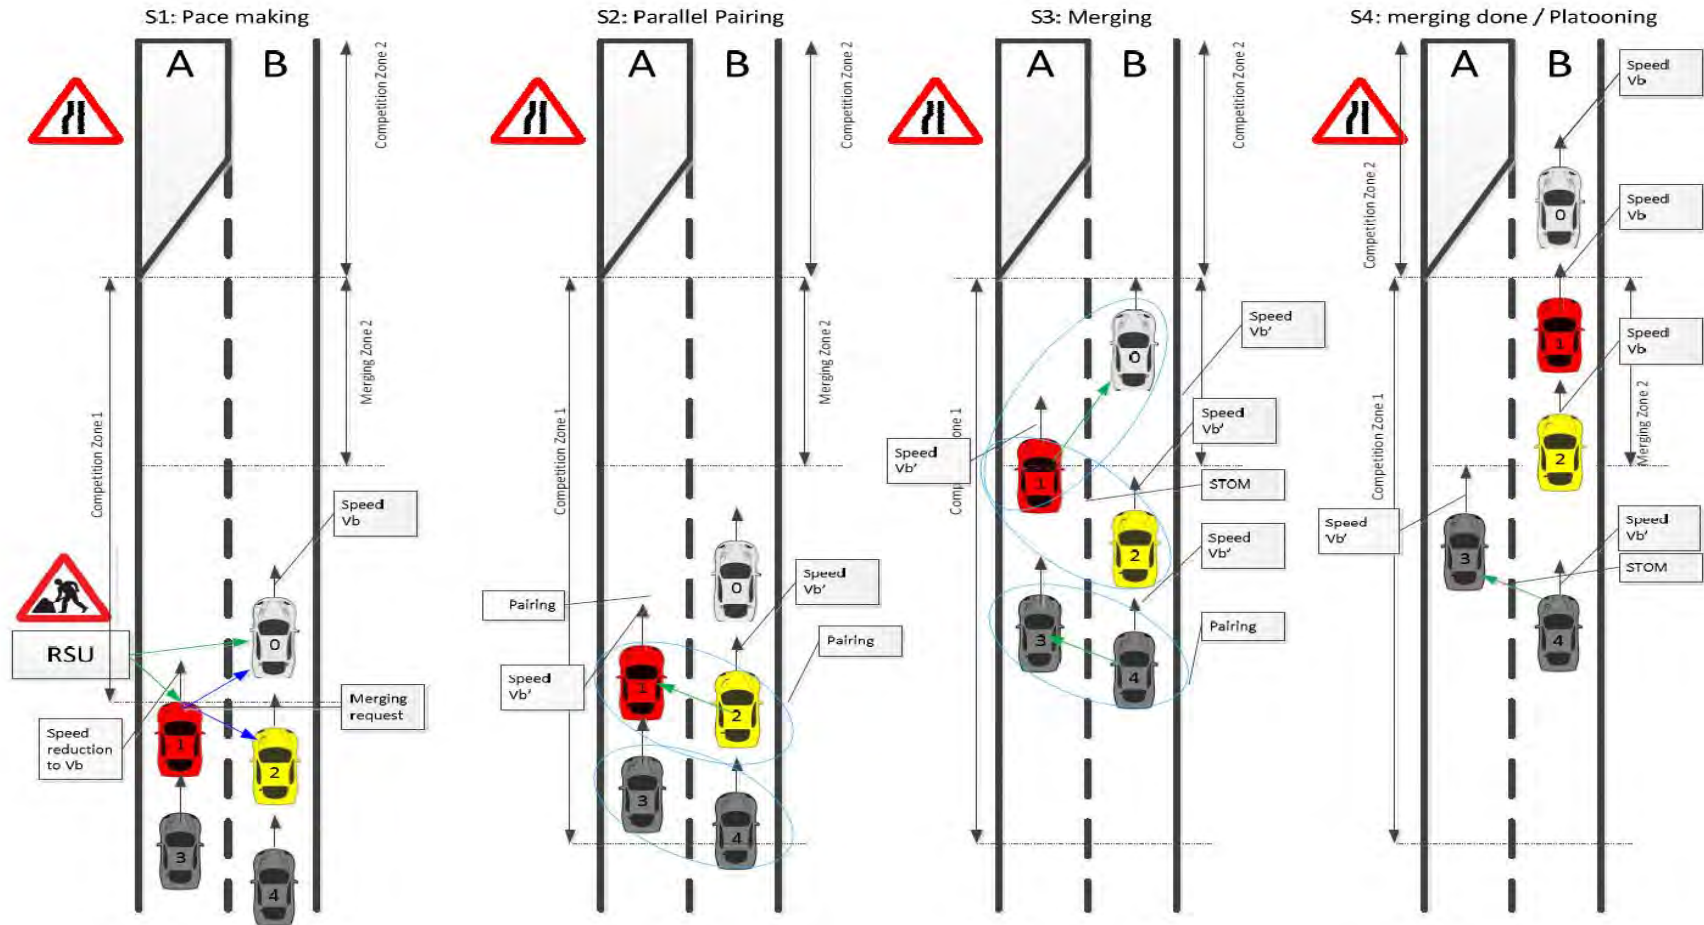 S1: Pace making
A
B
Competition Zone 2
Merging Zone 2
Competition Zone 1
Speed
Vb
RSU
0
Merging
request
Speed
reduction
to Vb
1
2
3
4
S2: Parallel Pairing
A
B
Competition Zone 2
Merging Zone 2
Competition Zone 1
0
Speed
Vb'
Pairing
Pairing
Speed
Vb'
1
2
3
4
S3: Merging
A
B
Competition Zone 2
Speed
Vb'
0
Speed
Vb'
Speed
Vb'
1
STOM
Speed
Vb'
2
Pairing
3
4
S4: merging done / Platooning
A
B
Speed
Vb
Competition Zone 2
0
Speed
Vb
1
Speed
Vb
Merging Zone 2
Competition Zone 1
2
Speed
Vb'
Speed
Vb'
STOM
3
4